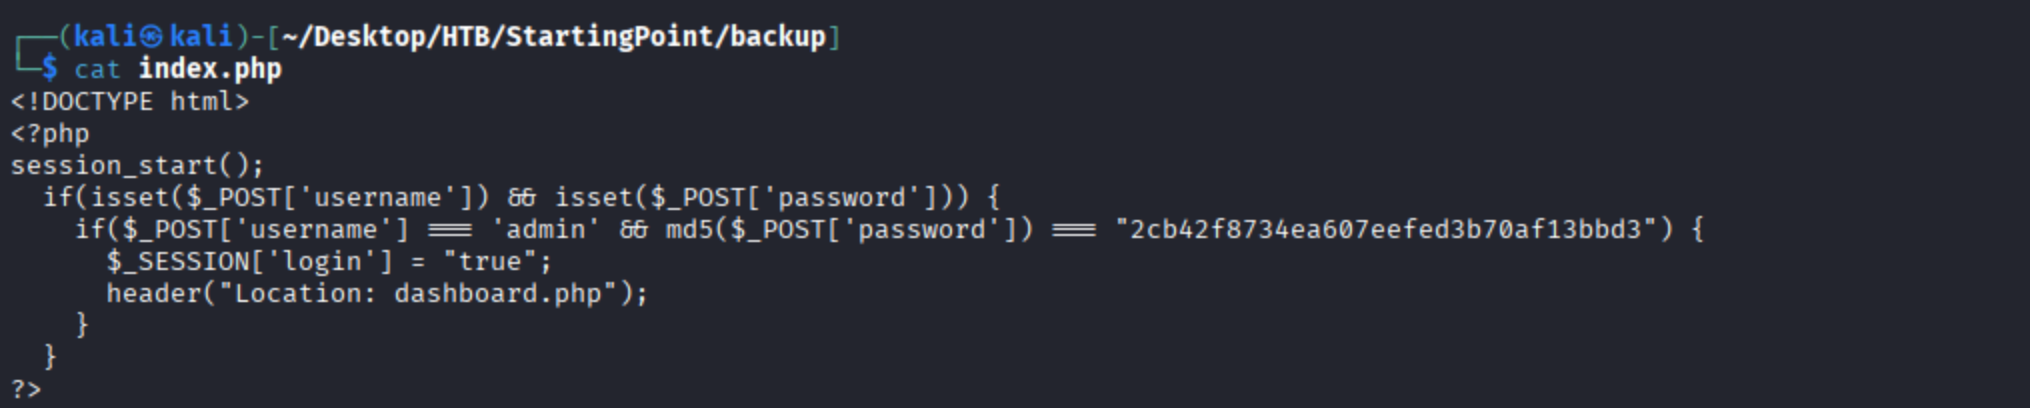 ┌──(kali㉿kali)-[~/Desktop/HTB/StartingPoint/backup]
└─$ cat index.php
<!DOCTYPE html>
<?php
session_start();
  if(isset($_POST['username']) && isset($_POST['password'])) {
    if($_POST['username'] === 'admin' && md5($_POST['password']) === "2cb42f8734ea607eefed3b70af13bbd3") {
      $_SESSION['login'] = "true";
      header("Location: dashboard.php");
    }
  }
?>